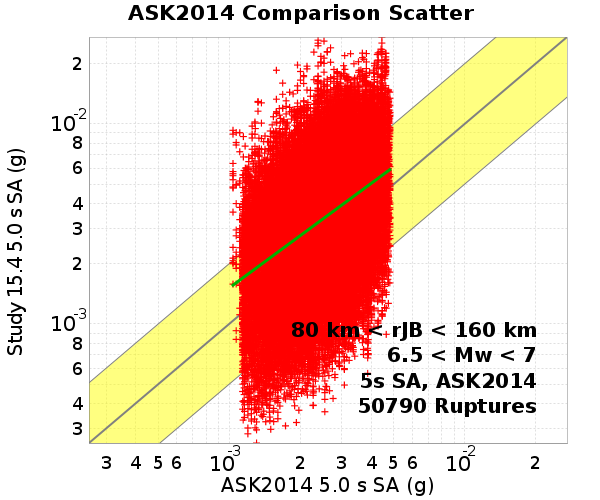 ASK2014 Comparison Scatter
Study 15.4 5.0 s SA (g)
2
10⁻²
8
6
4
3
2
10⁻³
8
6
4
3
80 km < rJB < 160 km
6.5 < Mw < 7
5s SA, ASK2014
50790 Ruptures
3 4 5 6 10⁻³ 2 3 4 5 6 10⁻² 2
ASK2014 5.0 s SA (g)